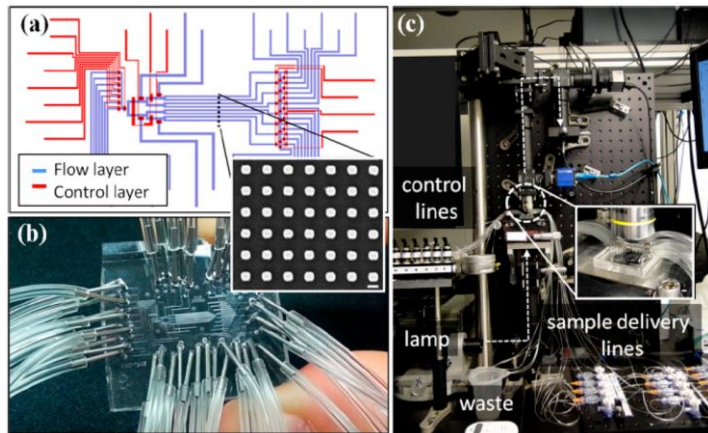 (a)
Flow layer
Control layer
(b)
(c)
control
lines
lamp
sample delivery
lines
waste